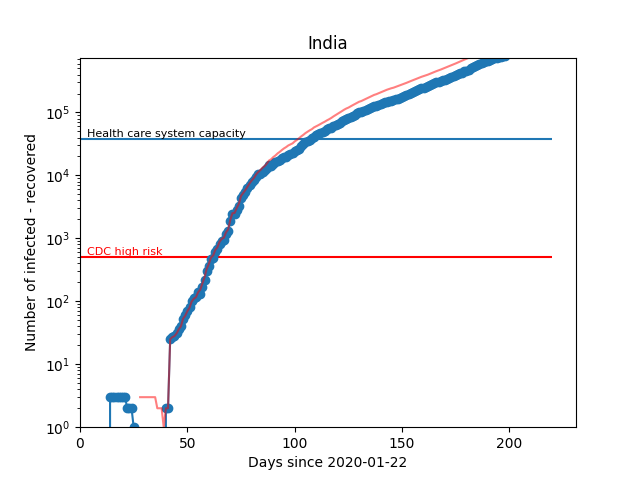 India
Number of infected - recovered
10^5
10^4
10^3
10^2
10^1
10^0
Health care system capacity
CDC high risk
0 50 100 150 200
Days since 2020-01-22